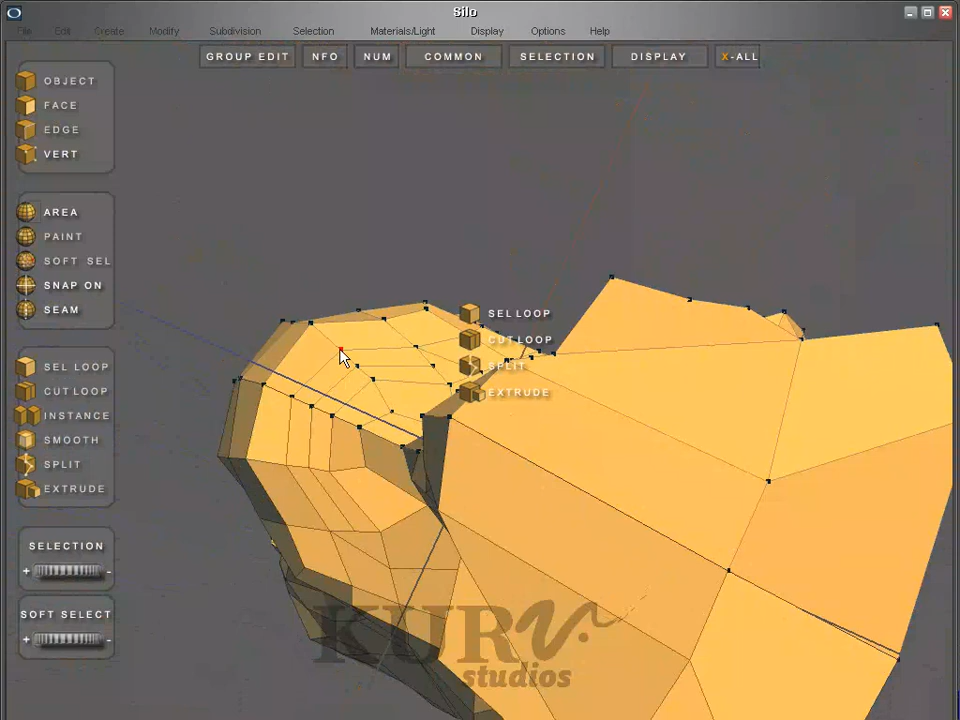 Silo
File Edit Create Modify Subdivision Selection Materials/Light Display Options Help
GROUP EDIT NFO NUM COMMON SELECTION DISPLAY X-ALL
OBJECT
FACE
EDGE
VERT
AREA
PAINT
SOFT SEL
SNAP ON
SEAM
SEL LOOP
CUT LOOP
SPLIT
EXTRUDE
SEL LOOP
CUT LOOP
INSTANCE
SMOOTH
SPLIT
EXTRUDE
SELECTION
+ -
SOFT SELECT
+ -
KURv
studios